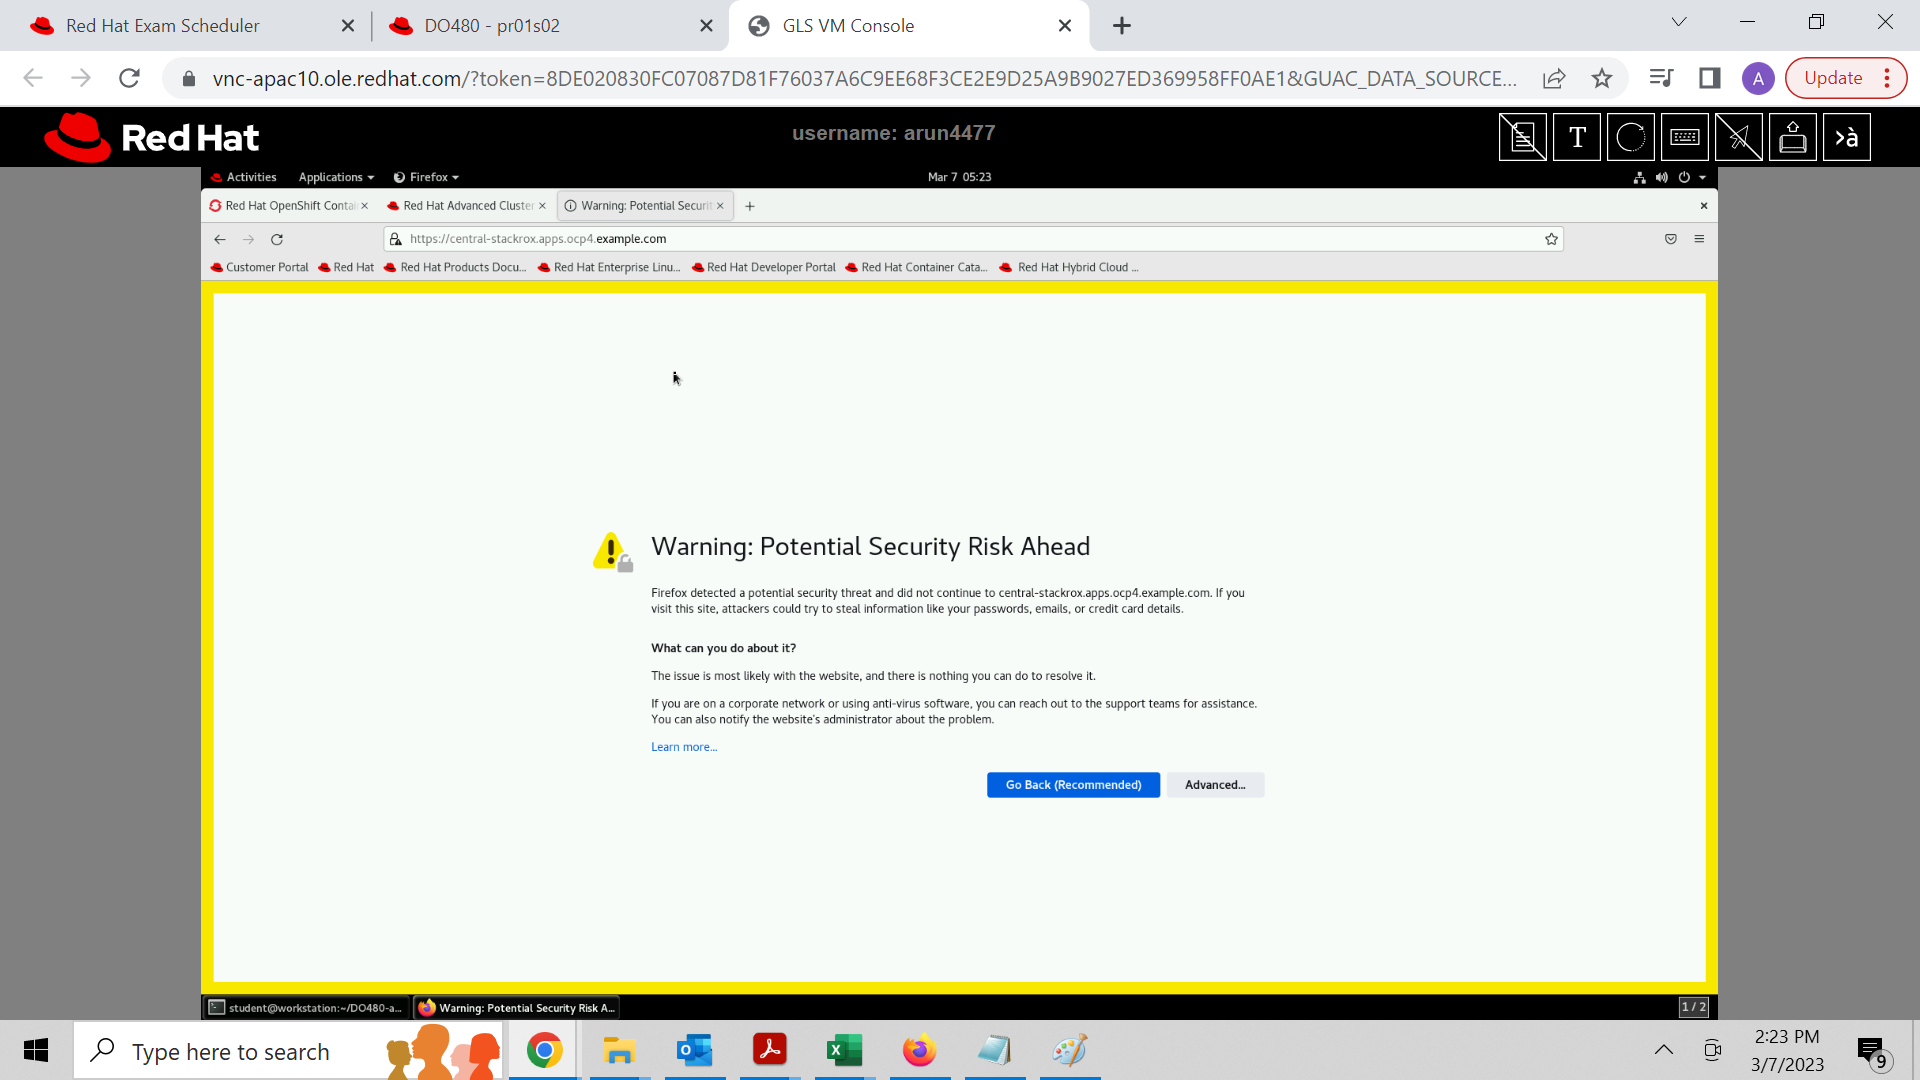 Red Hat Exam Scheduler
DO480 - pr01s02
GLS VM Console
vnc-apac10.ole.redhat.com/?token=8DE020830FC07087D81F76037A6C9EE68F3CE2E9D25A9B9027ED369958FF0AE1&GUAC_DATA_SOURCE...
A
Update
Red Hat
username: arun4477
T
>à
Activities
Applications
Firefox
Mar 7 05:23
Red Hat OpenShift Contai
Red Hat Advanced Cluster
Warning: Potential Securit
https://central-stackrox.apps.ocp4.example.com
Customer Portal
Red Hat
Red Hat Products Docu...
Red Hat Enterprise Linu...
Red Hat Developer Portal
Red Hat Container Cata...
Red Hat Hybrid Cloud ...
Warning: Potential Security Risk Ahead
Firefox detected a potential security threat and did not continue to central-stackrox.apps.ocp4.example.com. If you
visit this site, attackers could try to steal information like your passwords, emails, or credit card details.
What can you do about it?
The issue is most likely with the website, and there is nothing you can do to resolve it.
If you are on a corporate network or using anti-virus software, you can reach out to the support teams for assistance.
You can also notify the website's administrator about the problem.
Learn more...
Go Back (Recommended)
Advanced...
student@workstation:~/DO480-a...
Warning: Potential Security Risk A...
1 / 2
Type here to search
2:23 PM
3/7/2023
9